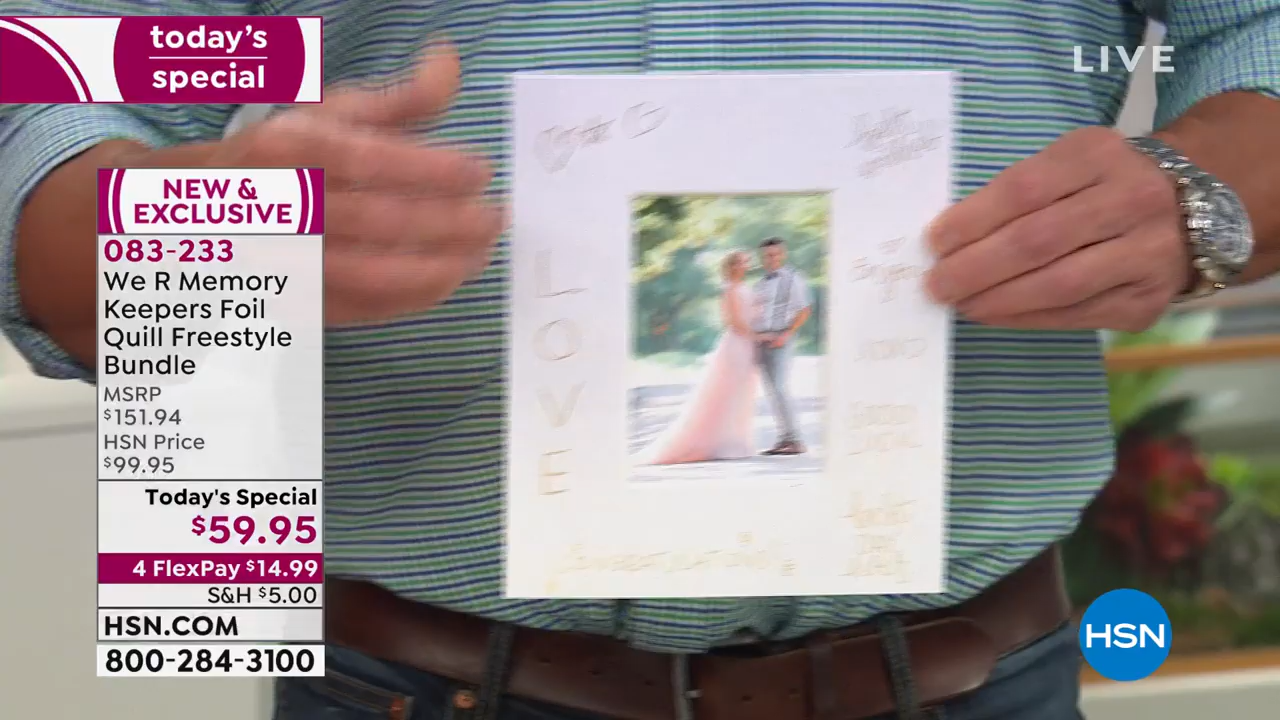 today's
special
LIVE
NEW &
EXCLUSIVE
083-233
We R Memory
Keepers Foil
Quill Freestyle
Bundle
MSRP
$151.94
HSN Price
$99.95
Today's Special
$59.95
4 FlexPay $14.99
S&H $5.00
HSN.COM
800-284-3100
L
O
V
E
HSN